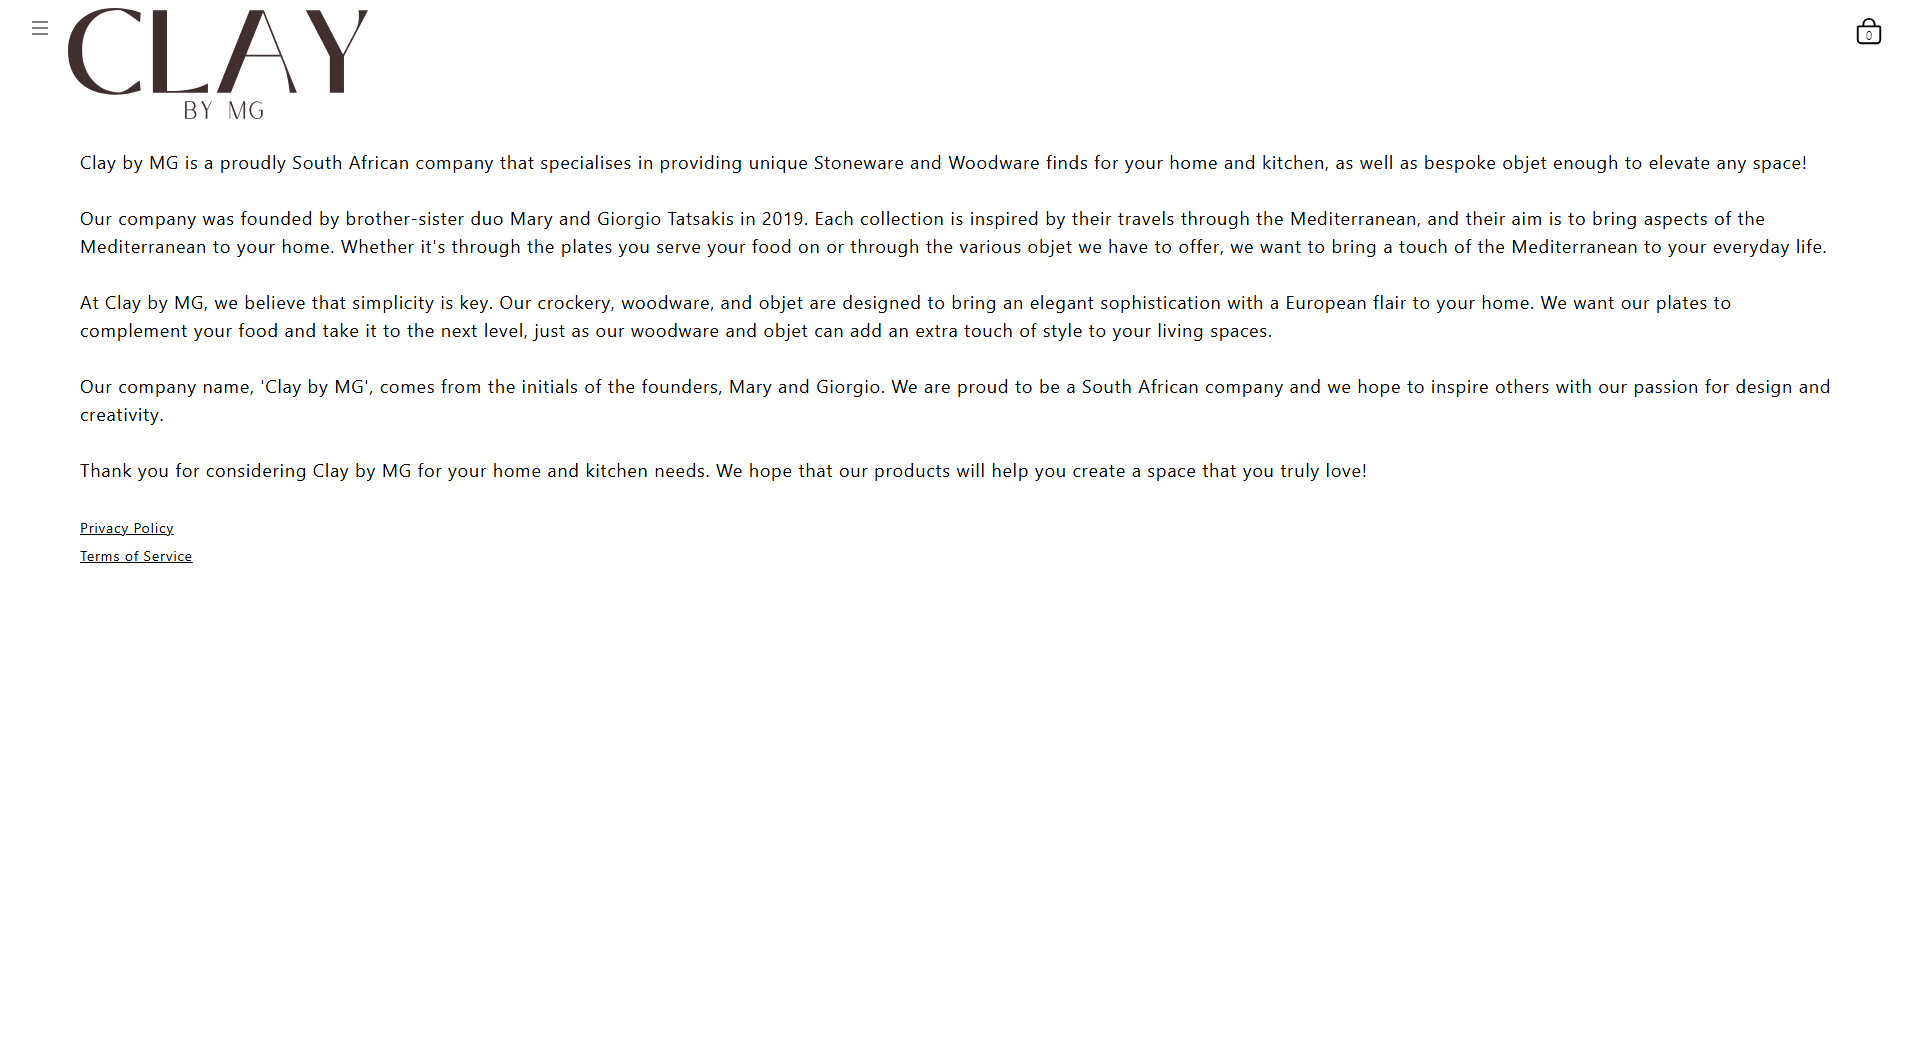 CLAY
BY MG
0
Clay by MG is a proudly South African company that specialises in providing unique Stoneware and Woodware finds for your home and kitchen, as well as bespoke objet enough to elevate any space!
Our company was founded by brother-sister duo Mary and Giorgio Tatsakis in 2019. Each collection is inspired by their travels through the Mediterranean, and their aim is to bring aspects of the
Mediterranean to your home. Whether it's through the plates you serve your food on or through the various objet we have to offer, we want to bring a touch of the Mediterranean to your everyday life.
At Clay by MG, we believe that simplicity is key. Our crockery, woodware, and objet are designed to bring an elegant sophistication with a European flair to your home. We want our plates to
complement your food and take it to the next level, just as our woodware and objet can add an extra touch of style to your living spaces.
Our company name, 'Clay by MG', comes from the initials of the founders, Mary and Giorgio. We are proud to be a South African company and we hope to inspire others with our passion for design and
creativity.
Thank you for considering Clay by MG for your home and kitchen needs. We hope that our products will help you create a space that you truly love!
Privacy Policy
Terms of Service